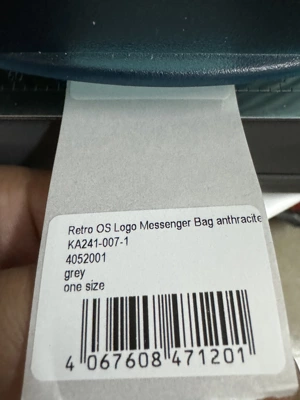 Retro OS Logo Messenger Bag anthracite
KA241-007-1
4052001
grey
one size
4 067608 471201